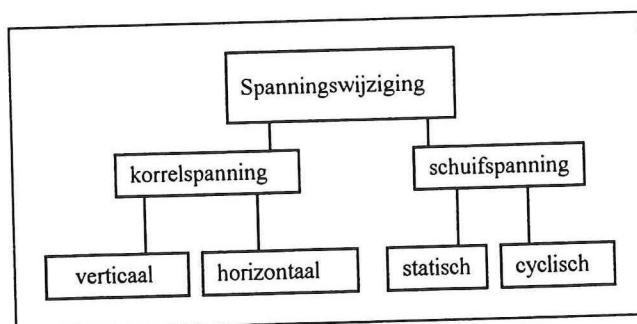 Spanningswijziging
korrelspanning
schuifspanning
verticaal
horizontaal
statisch
cyclisch